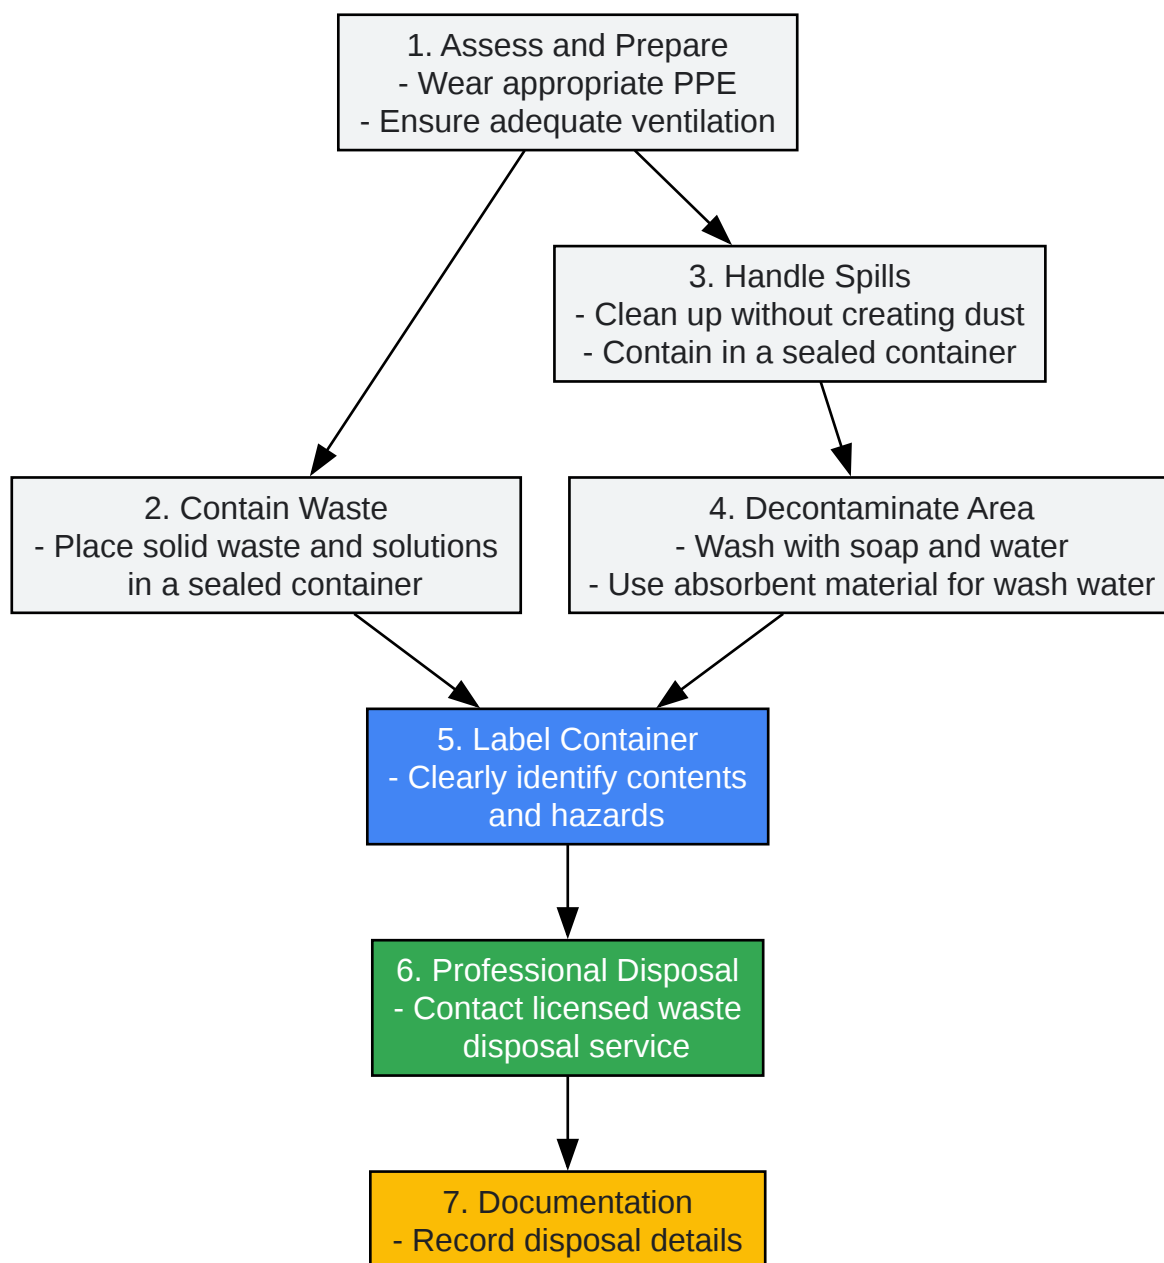 1. Assess and Prepare
- Wear appropriate PPE
- Ensure adequate ventilation
3. Handle Spills
- Clean up without creating dust
- Contain in a sealed container
2. Contain Waste
- Place solid waste and solutions
in a sealed container
4. Decontaminate Area
- Wash with soap and water
- Use absorbent material for wash water
5. Label Container
- Clearly identify contents
and hazards
6. Professional Disposal
- Contact licensed waste
disposal service
7. Documentation
- Record disposal details